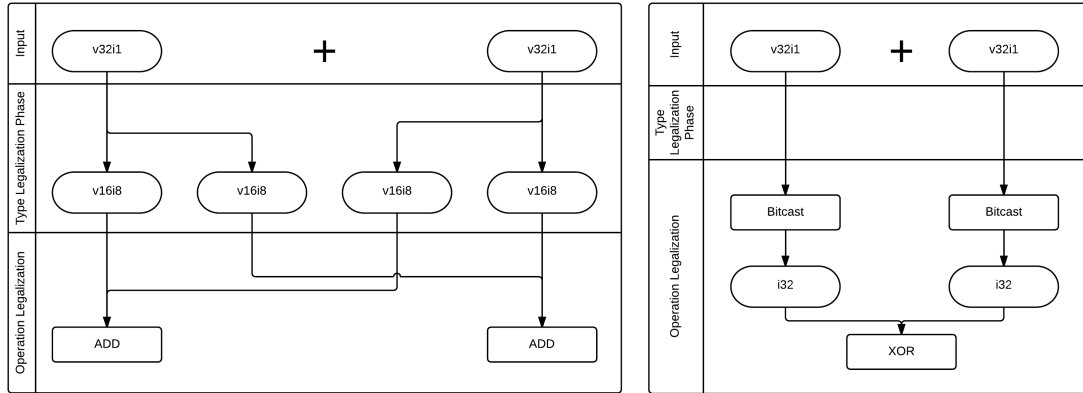 Input
v32i1
+
v32i1
Type Legalization Phase
v16i8
v16i8
v16i8
v16i8
Operation Legalization
ADD
ADD
Input
v32i1
+
v32i1
Type
Legalization
Phase
Operation Legalization
Bitcast
Bitcast
i32
i32
XOR